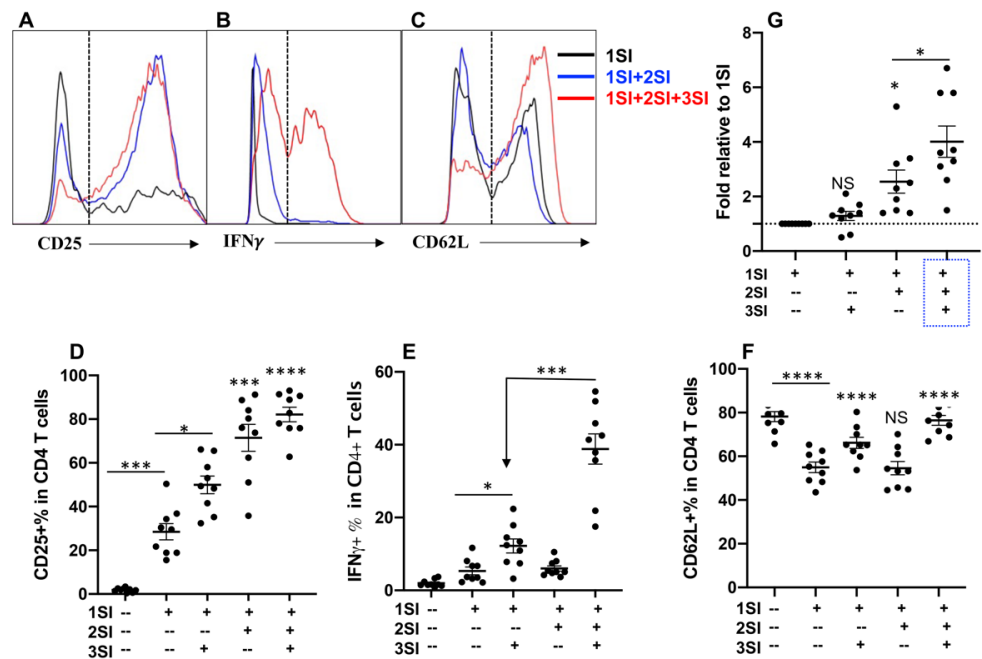 A
B
C
G
1SI
1SI+2SI
1SI+2SI+3SI
CD25
IFNγ
CD62L
Fold relative to 1SI
8
6
4
2
0
NS
*
*
1SI + + + +
2SI -- -- + +
3SI -- + -- +
D
E
F
CD25+% in CD4 T cells
100
80
60
40
20
0
***
*
***
****
1SI -- + + + +
2SI -- -- -- + +
3SI -- -- + -- +
IFNγ+ % in CD4+ T cells
60
40
20
0
*
***
1SI -- + + + +
2SI -- -- -- + +
3SI -- -- + -- +
CD62L+% in CD4 T cells
100
80
60
40
20
0
****
****
NS
****
1SI -- + + + +
2SI -- -- -- + +
3SI -- -- + -- +